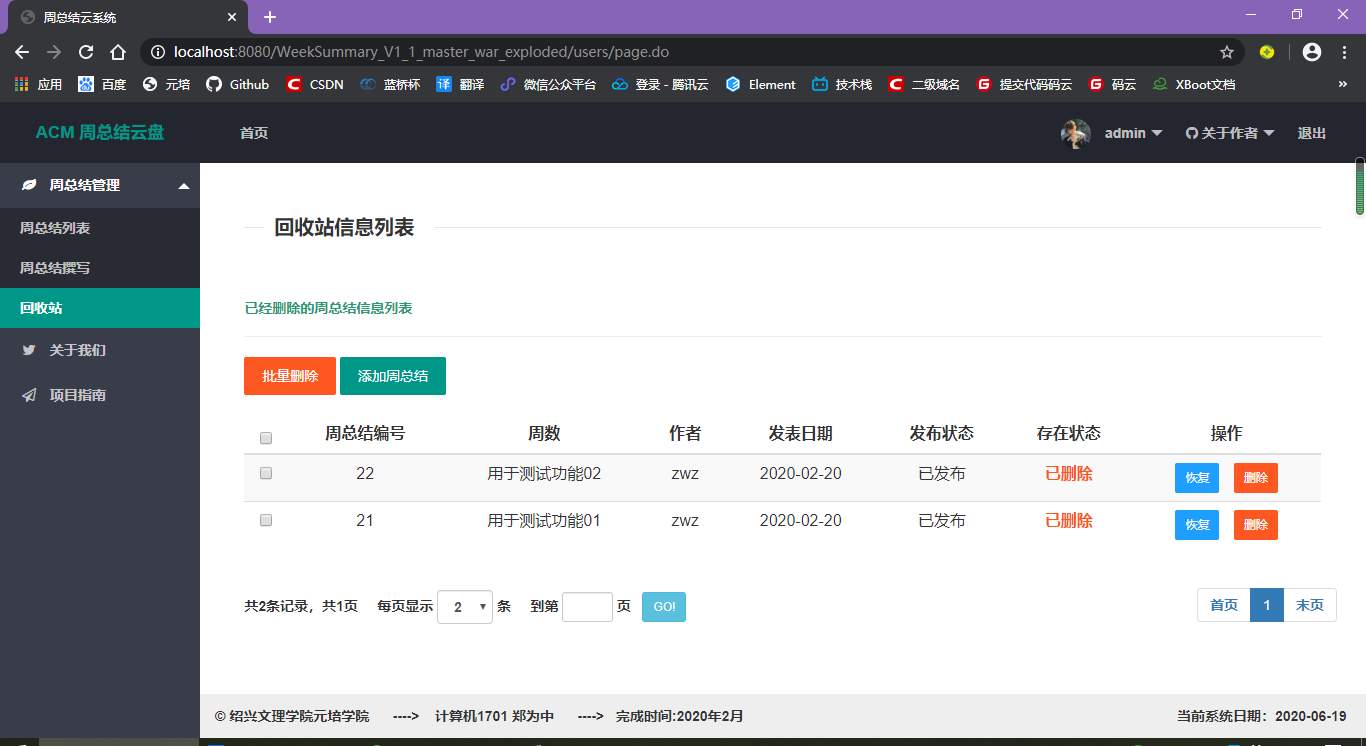 周总结云系统
localhost:8080/WeekSummary_V1_1_master_war_exploded/users/page.do
应用 百度 元培 Github CSDN 蓝桥杯 翻译 微信公众平台 登录 - 腾讯云 Element 技术栈 二级域名 提交代码码云 码云 XBoot文档 »
ACM 周总结云盘 首页 admin 关于作者 退出
周总结管理
周总结列表
周总结撰写
回收站
关于我们
项目指南
回收站信息列表
已经删除的周总结信息列表
批量删除 添加周总结
周总结编号 周数 作者 发表日期 发布状态 存在状态 操作
22 用于测试功能02 zwz 2020-02-20 已发布 已删除 恢复 删除
21 用于测试功能01 zwz 2020-02-20 已发布 已删除 恢复 删除
共2条记录，共1页 每页显示 2 条 到第 页 GO! 首页 1 末页
© 绍兴文理学院元培学院 ----> 计算机1701 郑为中 ----> 完成时间:2020年2月 当前系统日期：2020-06-19